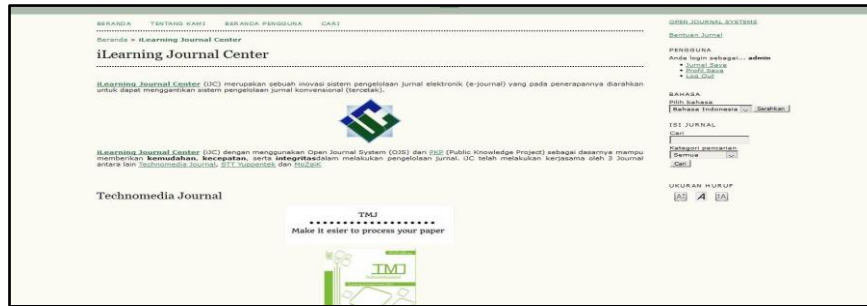 BERANDA TENTANG KAMI BERANDA PENGGUNA CARI
Beranda > iLearning Journal Center
iLearning Journal Center
iLearning Journal Center (iJC) merupakan sebuah inovasi sistem pengelolaan jurnal elektronik (e-journal) yang pada penerapannya diarahkan
untuk dapat menggantikan sistem pengelolaan jurnal konvensional (tercetak).
iLearning Journal Center (iJC) dengan menggunakan Open Journal System (OJS) dari PKP (Public Knowledge Project) sebagai dasarnya mampu
memberikan kemudahan, kecepatan, serta integritasdalam melakukan pengelolaan jurnal. iJC telah melakukan kerjasama oleh 3 Journal
antara lain Technomedia Journal, STT Yuppentek dan MoZaiK
Technomedia Journal
TMJ
Make it esier to process your paper
TMJ
OPEN JOURNAL SYSTEMS
Bantuan Jurnal
PENGGUNA
Anda login sebagai... admin
Jurnal Saya
Profil Saya
Log Out
BAHASA
Pilih bahasa
Bahasa Indonesia Serahkan
ISI JURNAL
Cari
Kategori pencarian
Semua
Cari
UKURAN HURUF